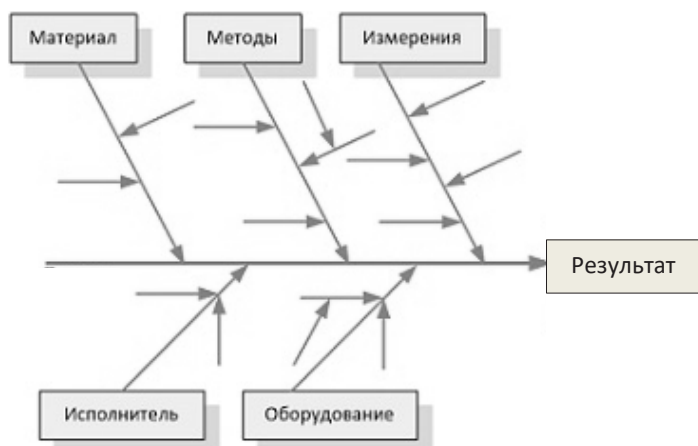 Материал
Методы
Измерения
Результат
Исполнитель
Оборудование